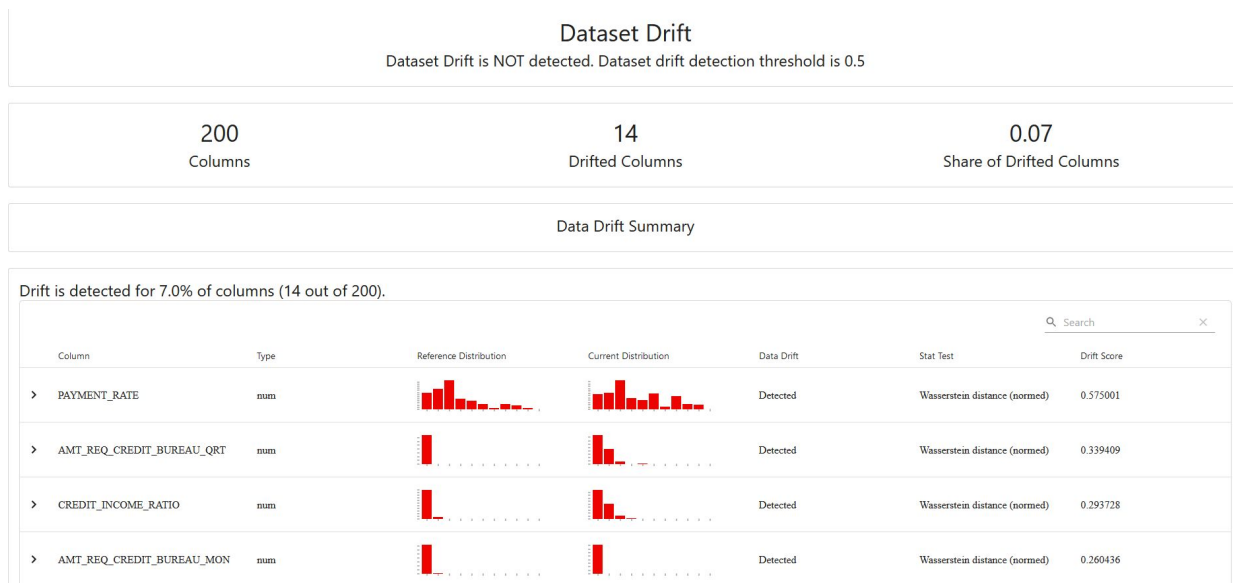 Dataset Drift
Dataset Drift is NOT detected. Dataset drift detection threshold is 0.5
200 14 0.07
Columns Drifted Columns Share of Drifted Columns
Data Drift Summary
Drift is detected for 7.0% of columns (14 out of 200).
Search
Column Type Reference Distribution Current Distribution Data Drift Stat Test Drift Score
PAYMENT_RATE num Detected Wasserstein distance (normed) 0.575001
AMT_REQ_CREDIT_BUREAU_QRT num Detected Wasserstein distance (normed) 0.339409
CREDIT_INCOME_RATIO num Detected Wasserstein distance (normed) 0.293728
AMT_REQ_CREDIT_BUREAU_MON num Detected Wasserstein distance (normed) 0.260436